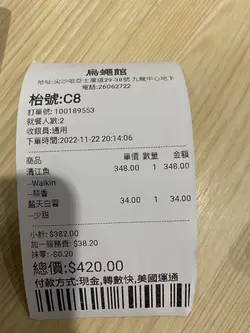 烏蠅館
地址:尖沙咀亞士厘道29-38號 九龍中心地下
電話:26062722
枱號:C8
訂單號: 100189553
就餐人數:2
收銀員:通用
下單時間:2022-11-22 20:14:06
商品 單價 數量 金額
清江魚 348.00 1 348.00
--Walkin
--蒜香
藍天白雲 34.00 1 34.00
--少甜
小計: $382.00
加一服務費: $38.20
抹零: -$0.20
總價:$420.00
付款方式:現金,轉數快,美國運通